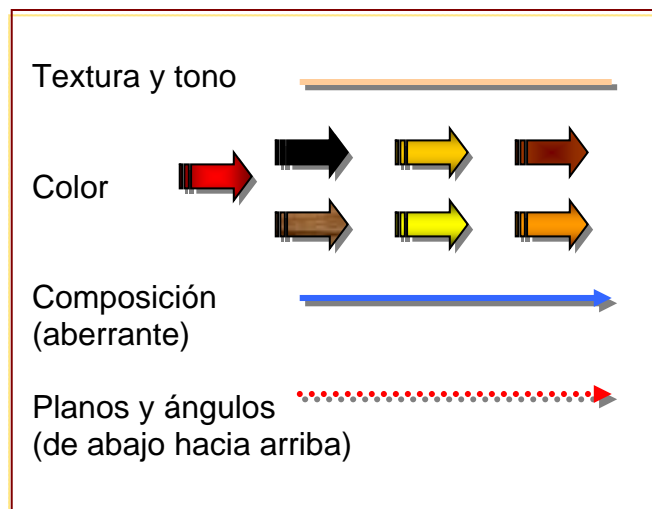 Textura y tono
Color
Composición
(aberrante)
Planos y ángulos
(de abajo hacia arriba)